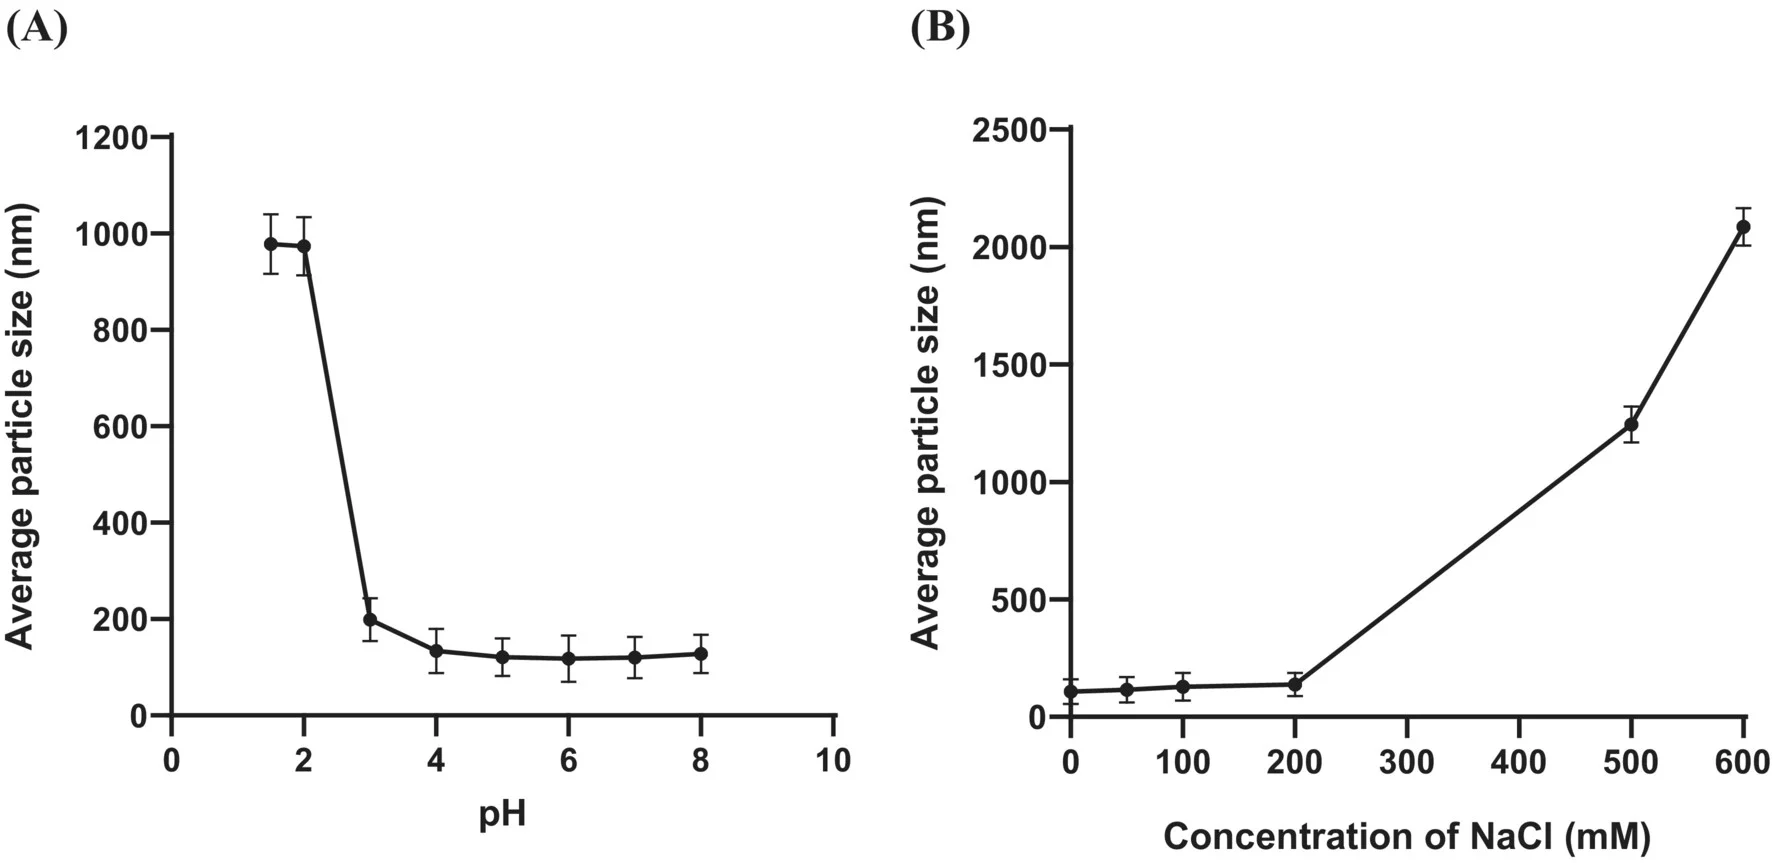 (A)
1200
1000
800
600
400
200
0
Average particle size (nm)
0 2 4 6 8 10
pH
(B)
2500
2000
1500
1000
500
0
Average particle size (nm)
0 100 200 300 400 500 600
Concentration of NaCl (mM)